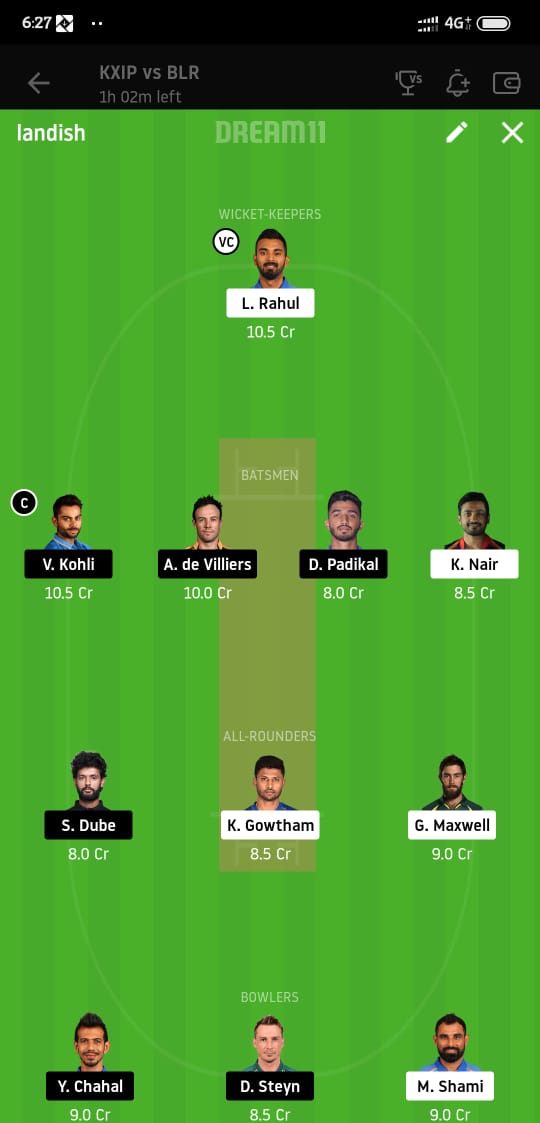 6:27
4G+
KXIP vs BLR
VS
1h 02m left
landish
DREAM11
WICKET-KEEPERS
VC
L. Rahul
10.5 Cr
BATSMEN
C
V. Kohli A. de Villiers D. Padikal K. Nair
10.5 Cr 10.0 Cr 8.0 Cr 8.5 Cr
ALL-ROUNDERS
S. Dube K. Gowtham G. Maxwell
8.0 Cr 8.5 Cr 9.0 Cr
BOWLERS
Y. Chahal D. Steyn M. Shami
9.0 Cr 8.5 Cr 9.0 Cr